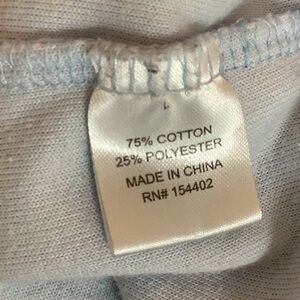 L
75% COTTON
25% POLYESTER
MADE IN CHINA
RN# 154402